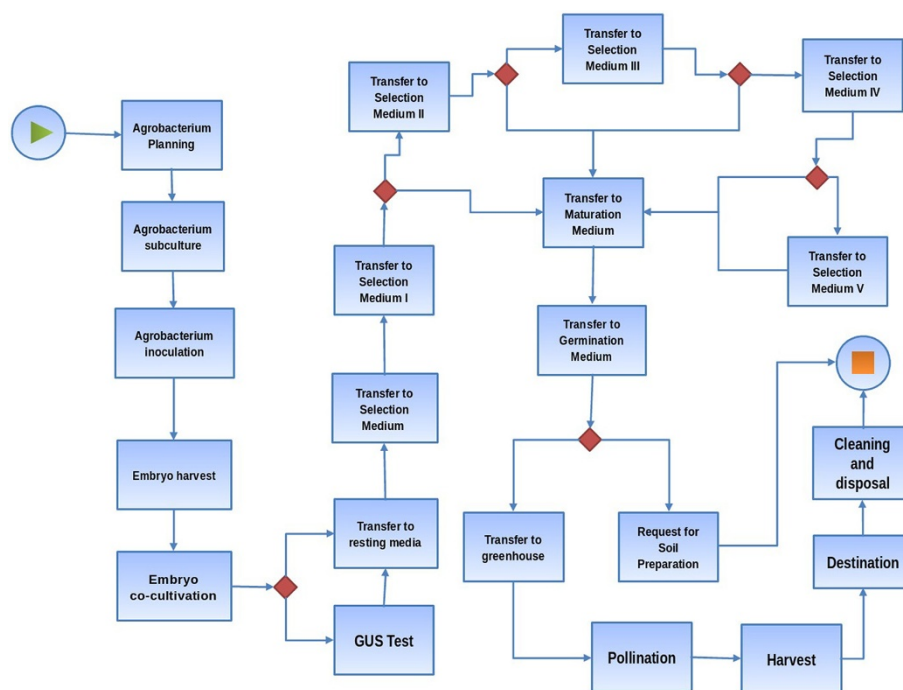 Agrobacterium
Planning
Agrobacterium
subculture
Agrobacterium
inoculation
Embryo harvest
Embryo
co-cultivation
GUS Test
Transfer to
resting media
Transfer to
Selection
Medium
Transfer to
Selection
Medium I
Transfer to
Selection
Medium II
Transfer to
Selection
Medium III
Transfer to
Selection
Medium IV
Transfer to
Selection
Medium V
Transfer to
Maturation
Medium
Transfer to
Germination
Medium
Transfer to
greenhouse
Request for
Soil
Preparation
Pollination
Harvest
Destination
Cleaning
and
disposal